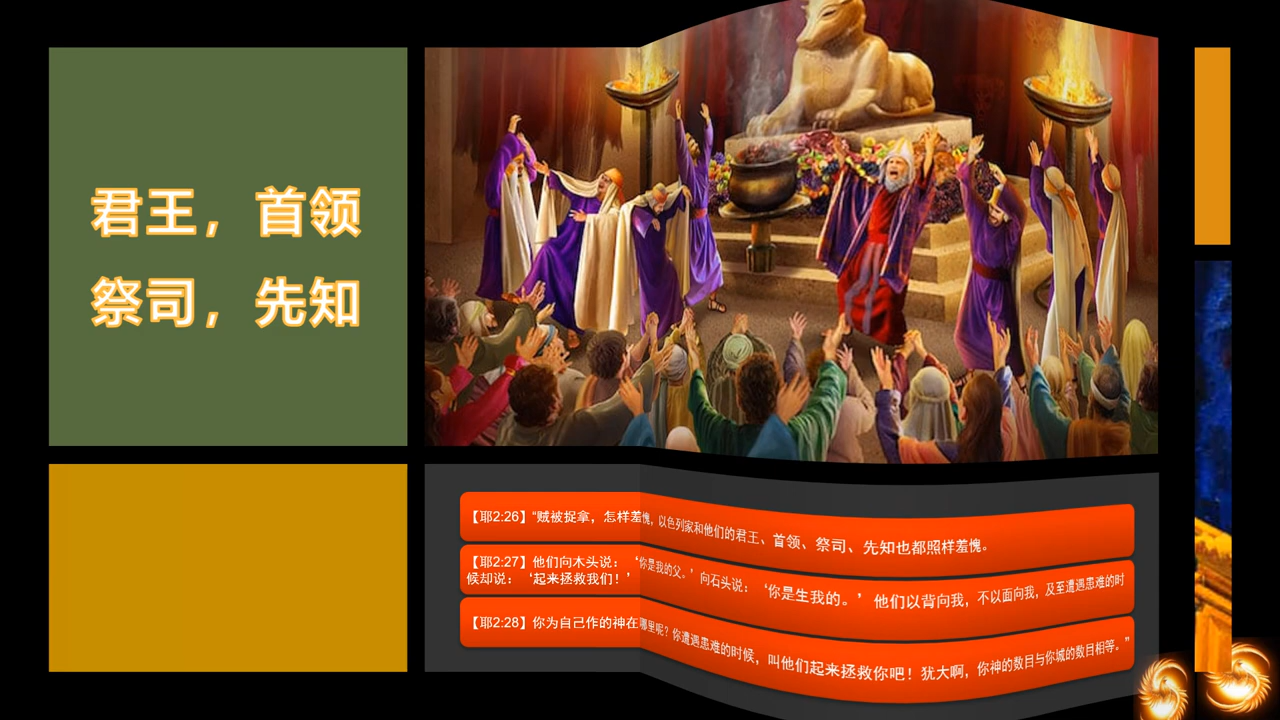 君王，首领
祭司，先知
【耶2:26】“贼被捉拿，怎样羞愧，以色列家和他们的君王、首领、祭司、先知也都照样羞愧。
【耶2:27】他们向木头说：‘你是我的父。’向石头说：‘你是生我的。’他们以背向我，不以面向我，及至遭遇患难的时
候却说：‘起来拯救我们！’
【耶2:28】你为自己作的神在哪里呢？你遭遇患难的时候，叫他们起来拯救你吧！犹大啊，你神的数目与你城的数目相等。”